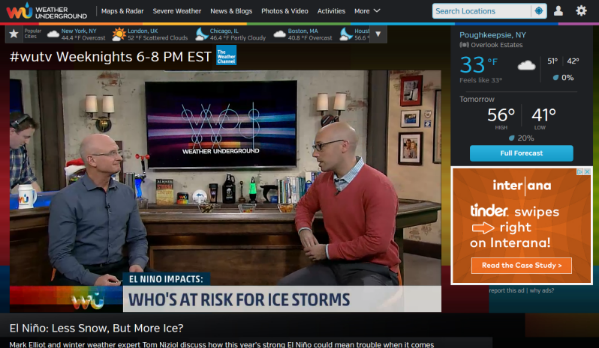 WEATHER UNDERGROUND
Maps & Radar
Severe Weather
News & Blogs
Photos & Video
Activities
More
Search Locations
Popular Cities
New York, NY
44.4 °F Overcast
London, UK
52 °F Scattered Clouds
Chicago, IL
46.4 °F Partly Cloudy
Boston, MA
40.8 °F Overcast
Hous
56.6
#wutv Weeknights 6-8 PM EST
The Weather Channel
WEATHER UNDERGROUND
EL NINO IMPACTS:
WHO'S AT RISK FOR ICE STORMS
El Niño: Less Snow, But More Ice?
Mark Elliot and winter weather expert Tom Niziol discuss how this year's strong El Niño could mean trouble when it comes
Poughkeepsie, NY
Overlook Estates
33 °F
Feels like 33°
51° | 42°
0%
Tomorrow
56° HIGH
41° LOW
20%
Full Forecast
inter|ana
tinder. swipes
right
on Interana!
Read the Case Study >
report this ad | why ads?